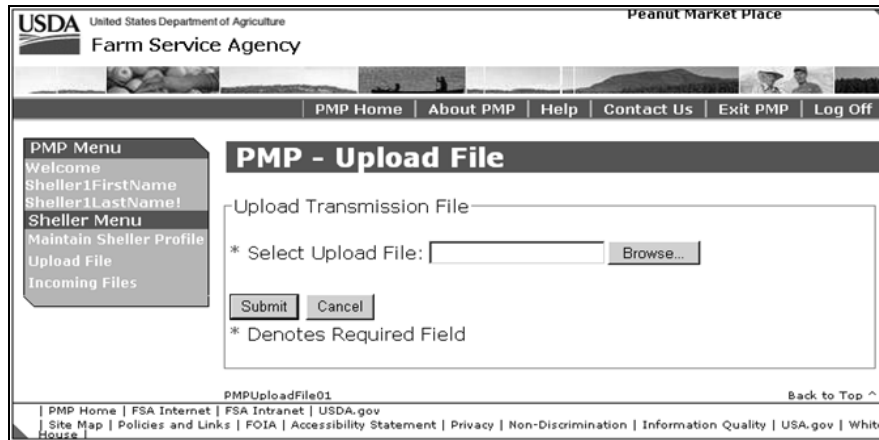 USDA United States Department of Agriculture
Farm Service Agency
Peanut Market Place
| PMP Home | About PMP | Help | Contact Us | Exit PMP | Log Off
PMP Menu
Welcome
Sheller1FirstName
Sheller1LastName!
Sheller Menu
Maintain Sheller Profile
Upload File
Incoming Files
PMP - Upload File
Upload Transmission File
* Select Upload File: Browse...
Submit Cancel
* Denotes Required Field
PMPUploadFile01 Back to Top ^
| PMP Home | FSA Internet | FSA Intranet | USDA.gov
| Site Map | Policies and Links | FOIA | Accessibility Statement | Privacy | Non-Discrimination | Information Quality | USA.gov | White
House |